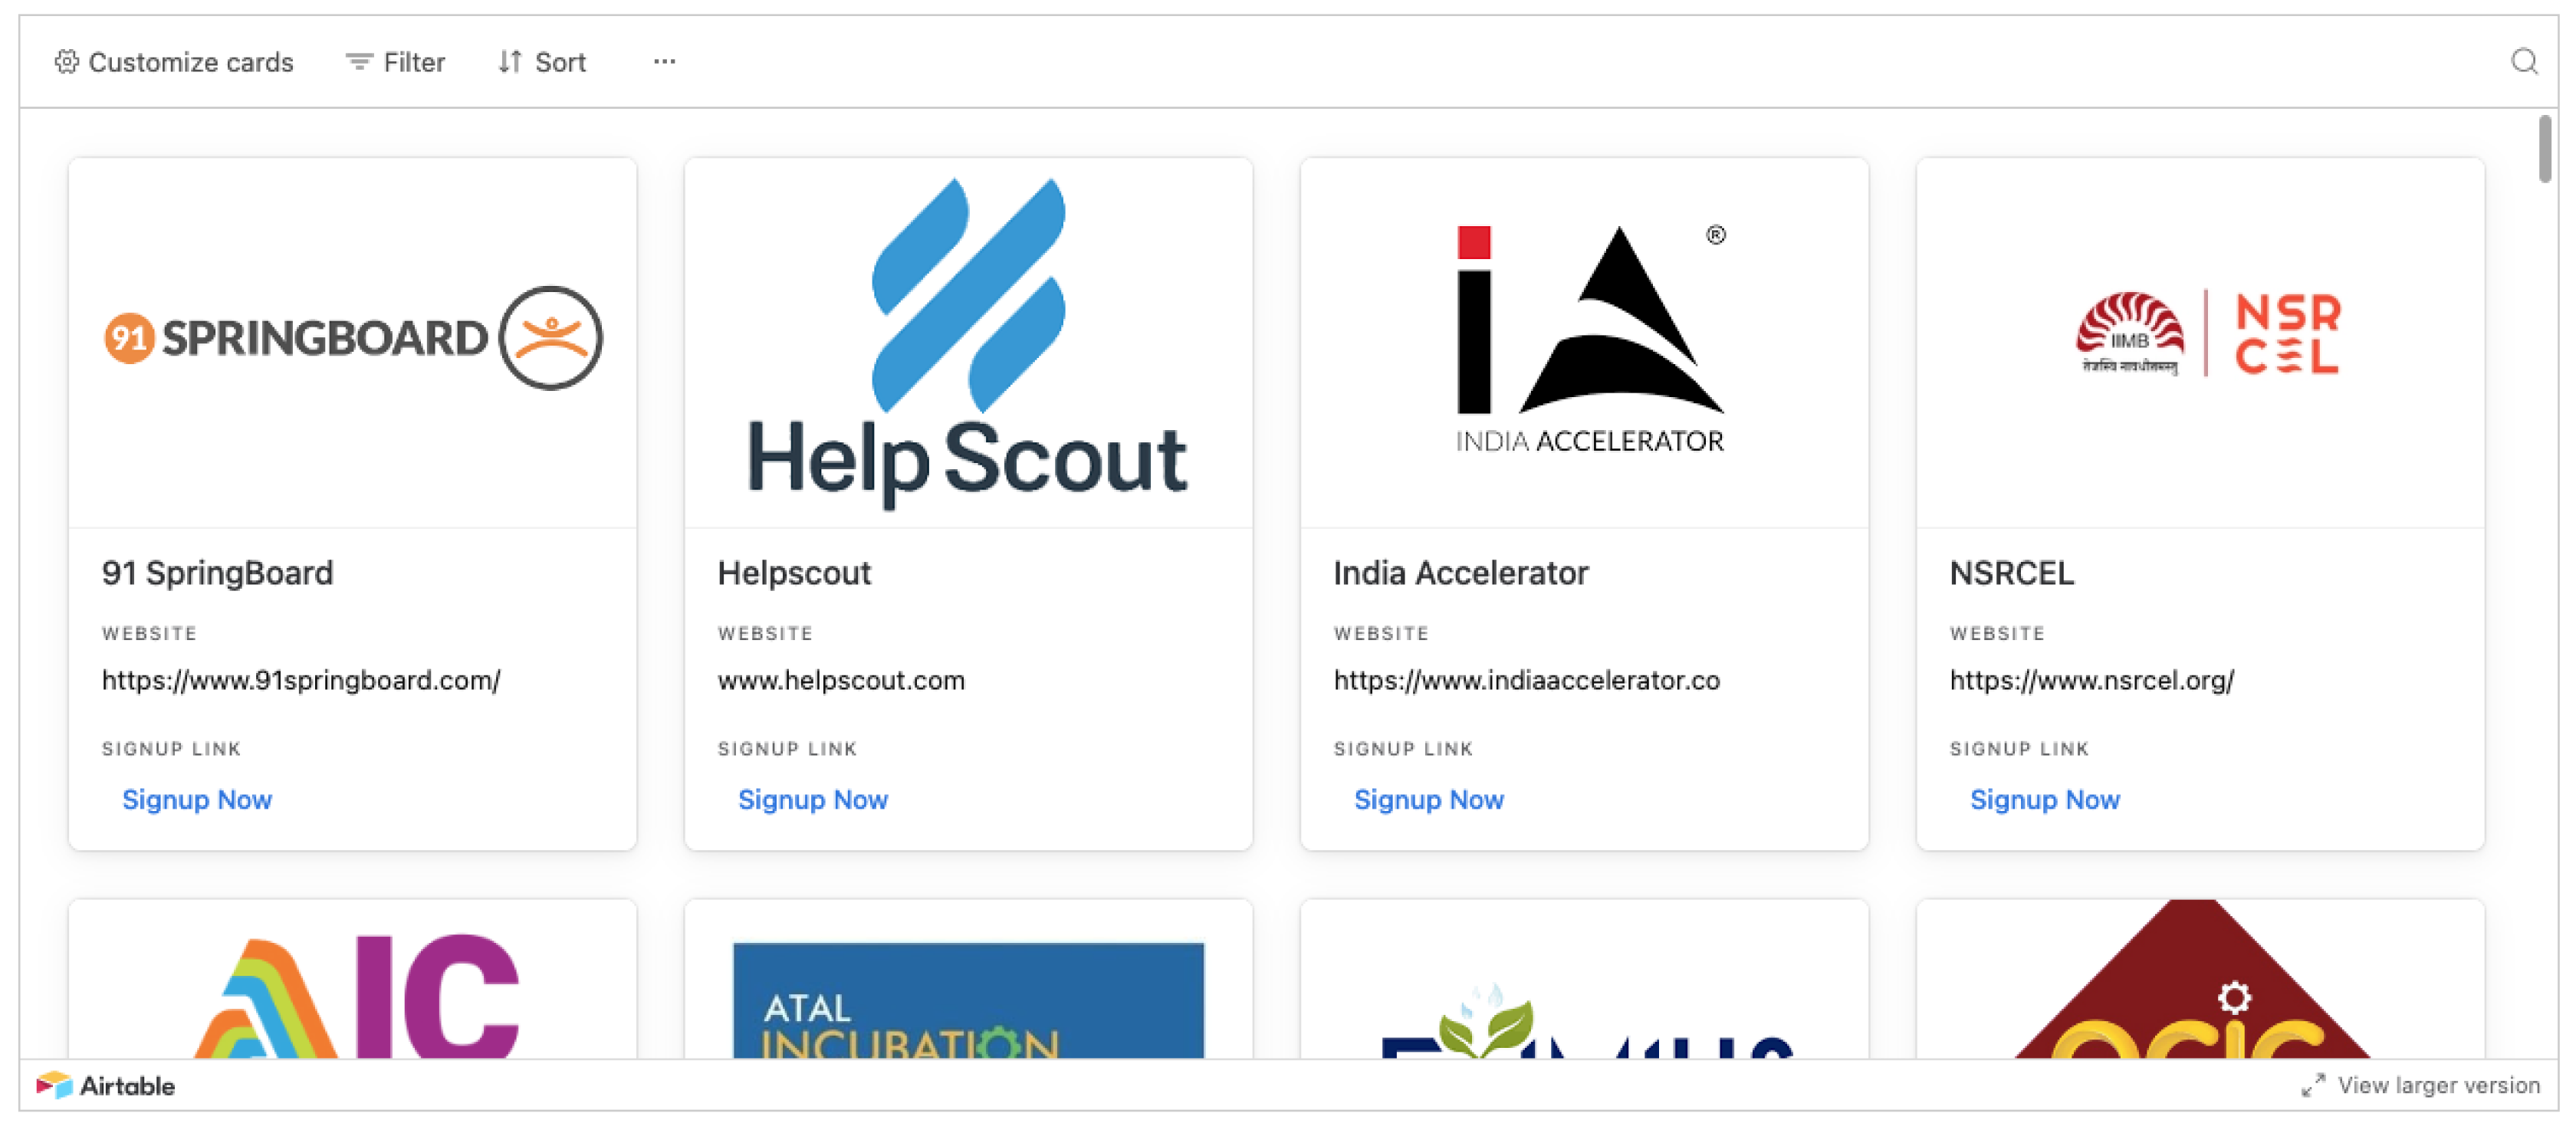 Customize cards Filter Sort ...
91 SPRINGBOARD
Help Scout
®
INDIA ACCELERATOR
IIMB
NSR
CEL
91 SpringBoard
WEBSITE
https://www.91springboard.com/
SIGNUP LINK
Signup Now
Helpscout
WEBSITE
www.helpscout.com
SIGNUP LINK
Signup Now
India Accelerator
WEBSITE
https://www.indiaaccelerator.co
SIGNUP LINK
Signup Now
NSRCEL
WEBSITE
https://www.nsrcel.org/
SIGNUP LINK
Signup Now
AIC
ATAL
INCUBATION
Airtable
View larger version